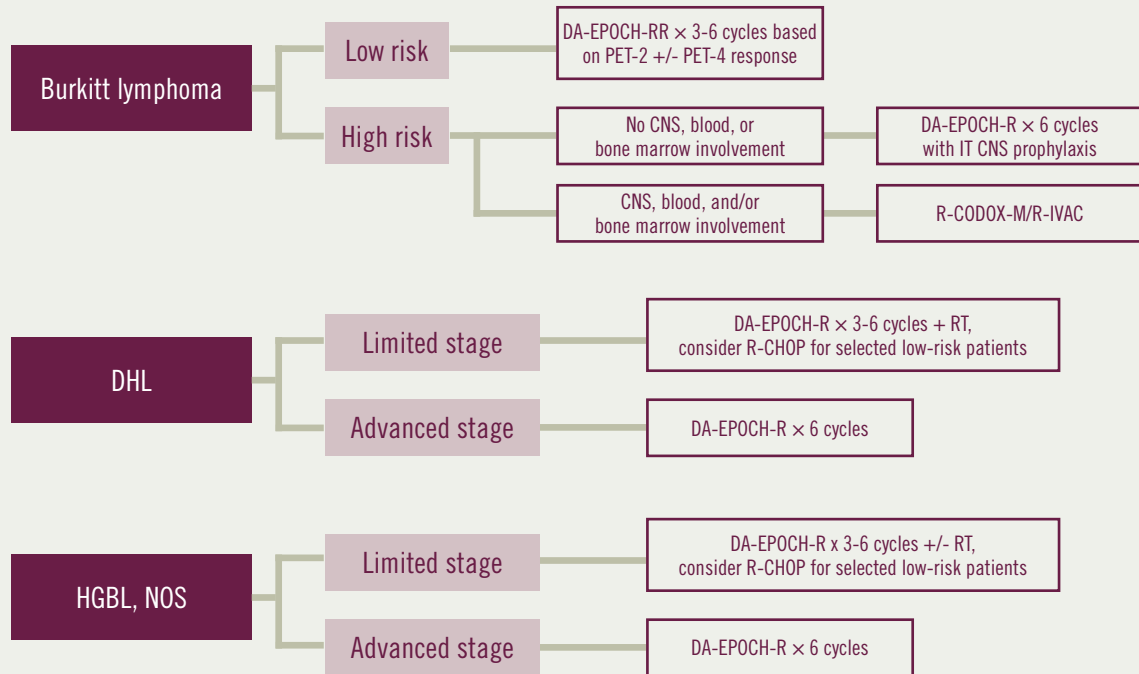 Burkitt lymphoma
Low risk
DA-EPOCH-RR × 3-6 cycles based
on PET-2 +/- PET-4 response
High risk
No CNS, blood, or
bone marrow involvement
DA-EPOCH-R × 6 cycles
with IT CNS prophylaxis
CNS, blood, and/or
bone marrow involvement
R-CODOX-M/R-IVAC
DHL
Limited stage
DA-EPOCH-R × 3-6 cycles + RT,
consider R-CHOP for selected low-risk patients
Advanced stage
DA-EPOCH-R × 6 cycles
HGBL, NOS
Limited stage
DA-EPOCH-R x 3-6 cycles +/- RT,
consider R-CHOP for selected low-risk patients
Advanced stage
DA-EPOCH-R × 6 cycles